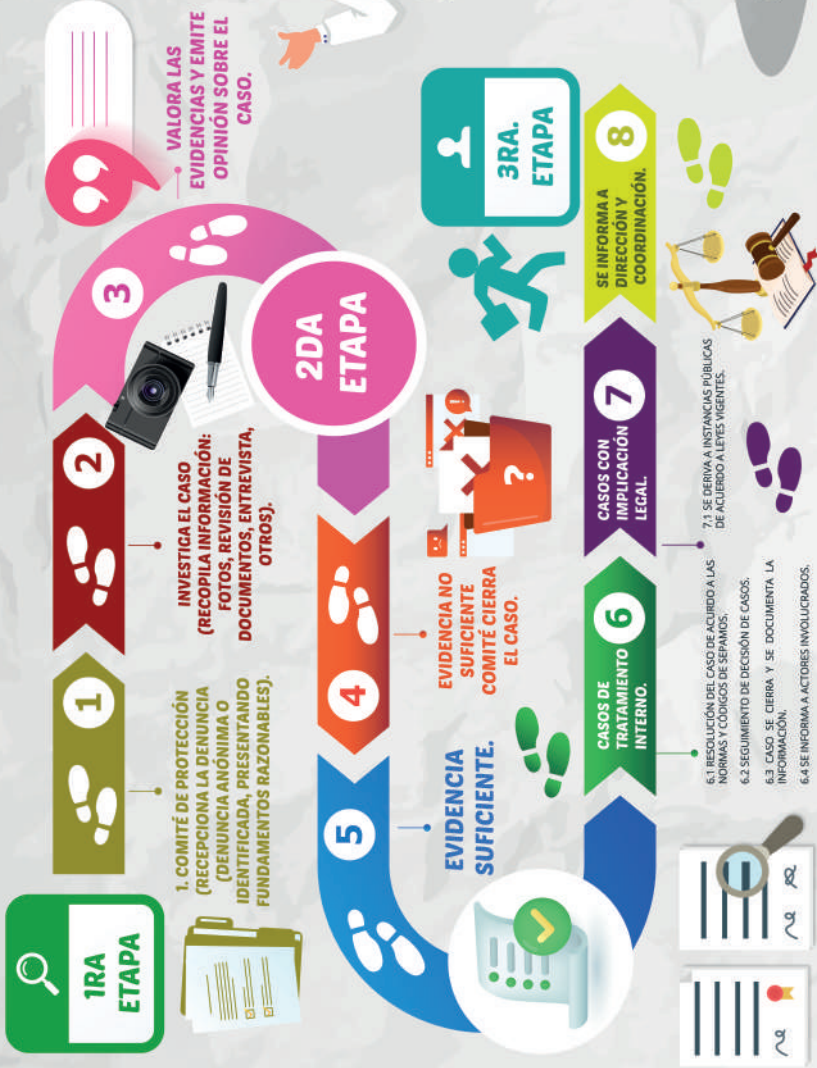 1RA
ETAPA
1
1. COMITÉ DE PROTECCIÓN
(RECEPCIONA LA DENUNCIA
(DENUNCIA ANÓNIMA O
IDENTIFICADA, PRESENTANDO
FUNDAMENTOS RAZONABLES).
2
INVESTIGA EL CASO
(RECOPILA INFORMACIÓN:
FOTOS, REVISIÓN DE
DOCUMENTOS, ENTREVISTA,
OTROS).
3
VALORA LAS
EVIDENCIAS Y EMITE
OPINIÓN SOBRE EL
CASO.
2DA
ETAPA
4
EVIDENCIA NO
SUFICIENTE
COMITÉ CIERRA
EL CASO.
5
EVIDENCIA
SUFICIENTE.
CASOS DE
TRATAMIENTO
INTERNO.
6
6.1 RESOLUCIÓN DEL CASO DE ACURDO A LAS
NORMAS Y CÓDIGOS DE SEPAMOS.
6.2 SEGUIMIENTO DE DECISIÓN DE CASOS.
6.3 CASO SE CIERRA Y SE DOCUMENTA LA
INFORMACIÓN.
6.4 SE INFORMA A ACTORES INVOLUCRADOS.
CASOS CON
IMPLICACIÓN
LEGAL.
7
7.1 SE DERIVA A INSTANCIAS PÚBLICAS
DE ACUERDO A LEYES VIGENTES.
3RA.
ETAPA
SE INFORMA A
DIRECCIÓN Y
COORDINACIÓN.
8